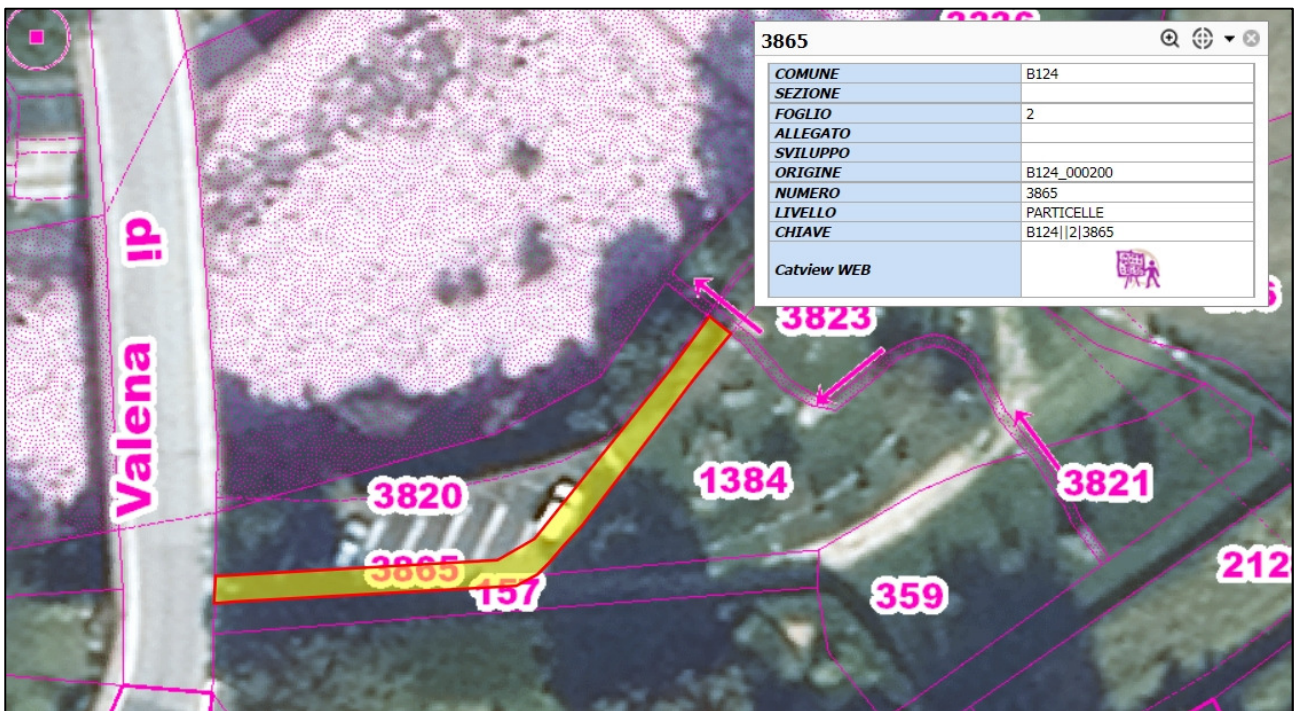 3865
COMUNE B124
SEZIONE
FOGLIO 2
ALLEGATO
SVILUPPO
ORIGINE B124_000200
NUMERO 3865
LIVELLO PARTICELLE
CHIAVE B124||2|3865
Catview WEB
di
Valena
3823
3820
1384
3821
3865
157
359
212